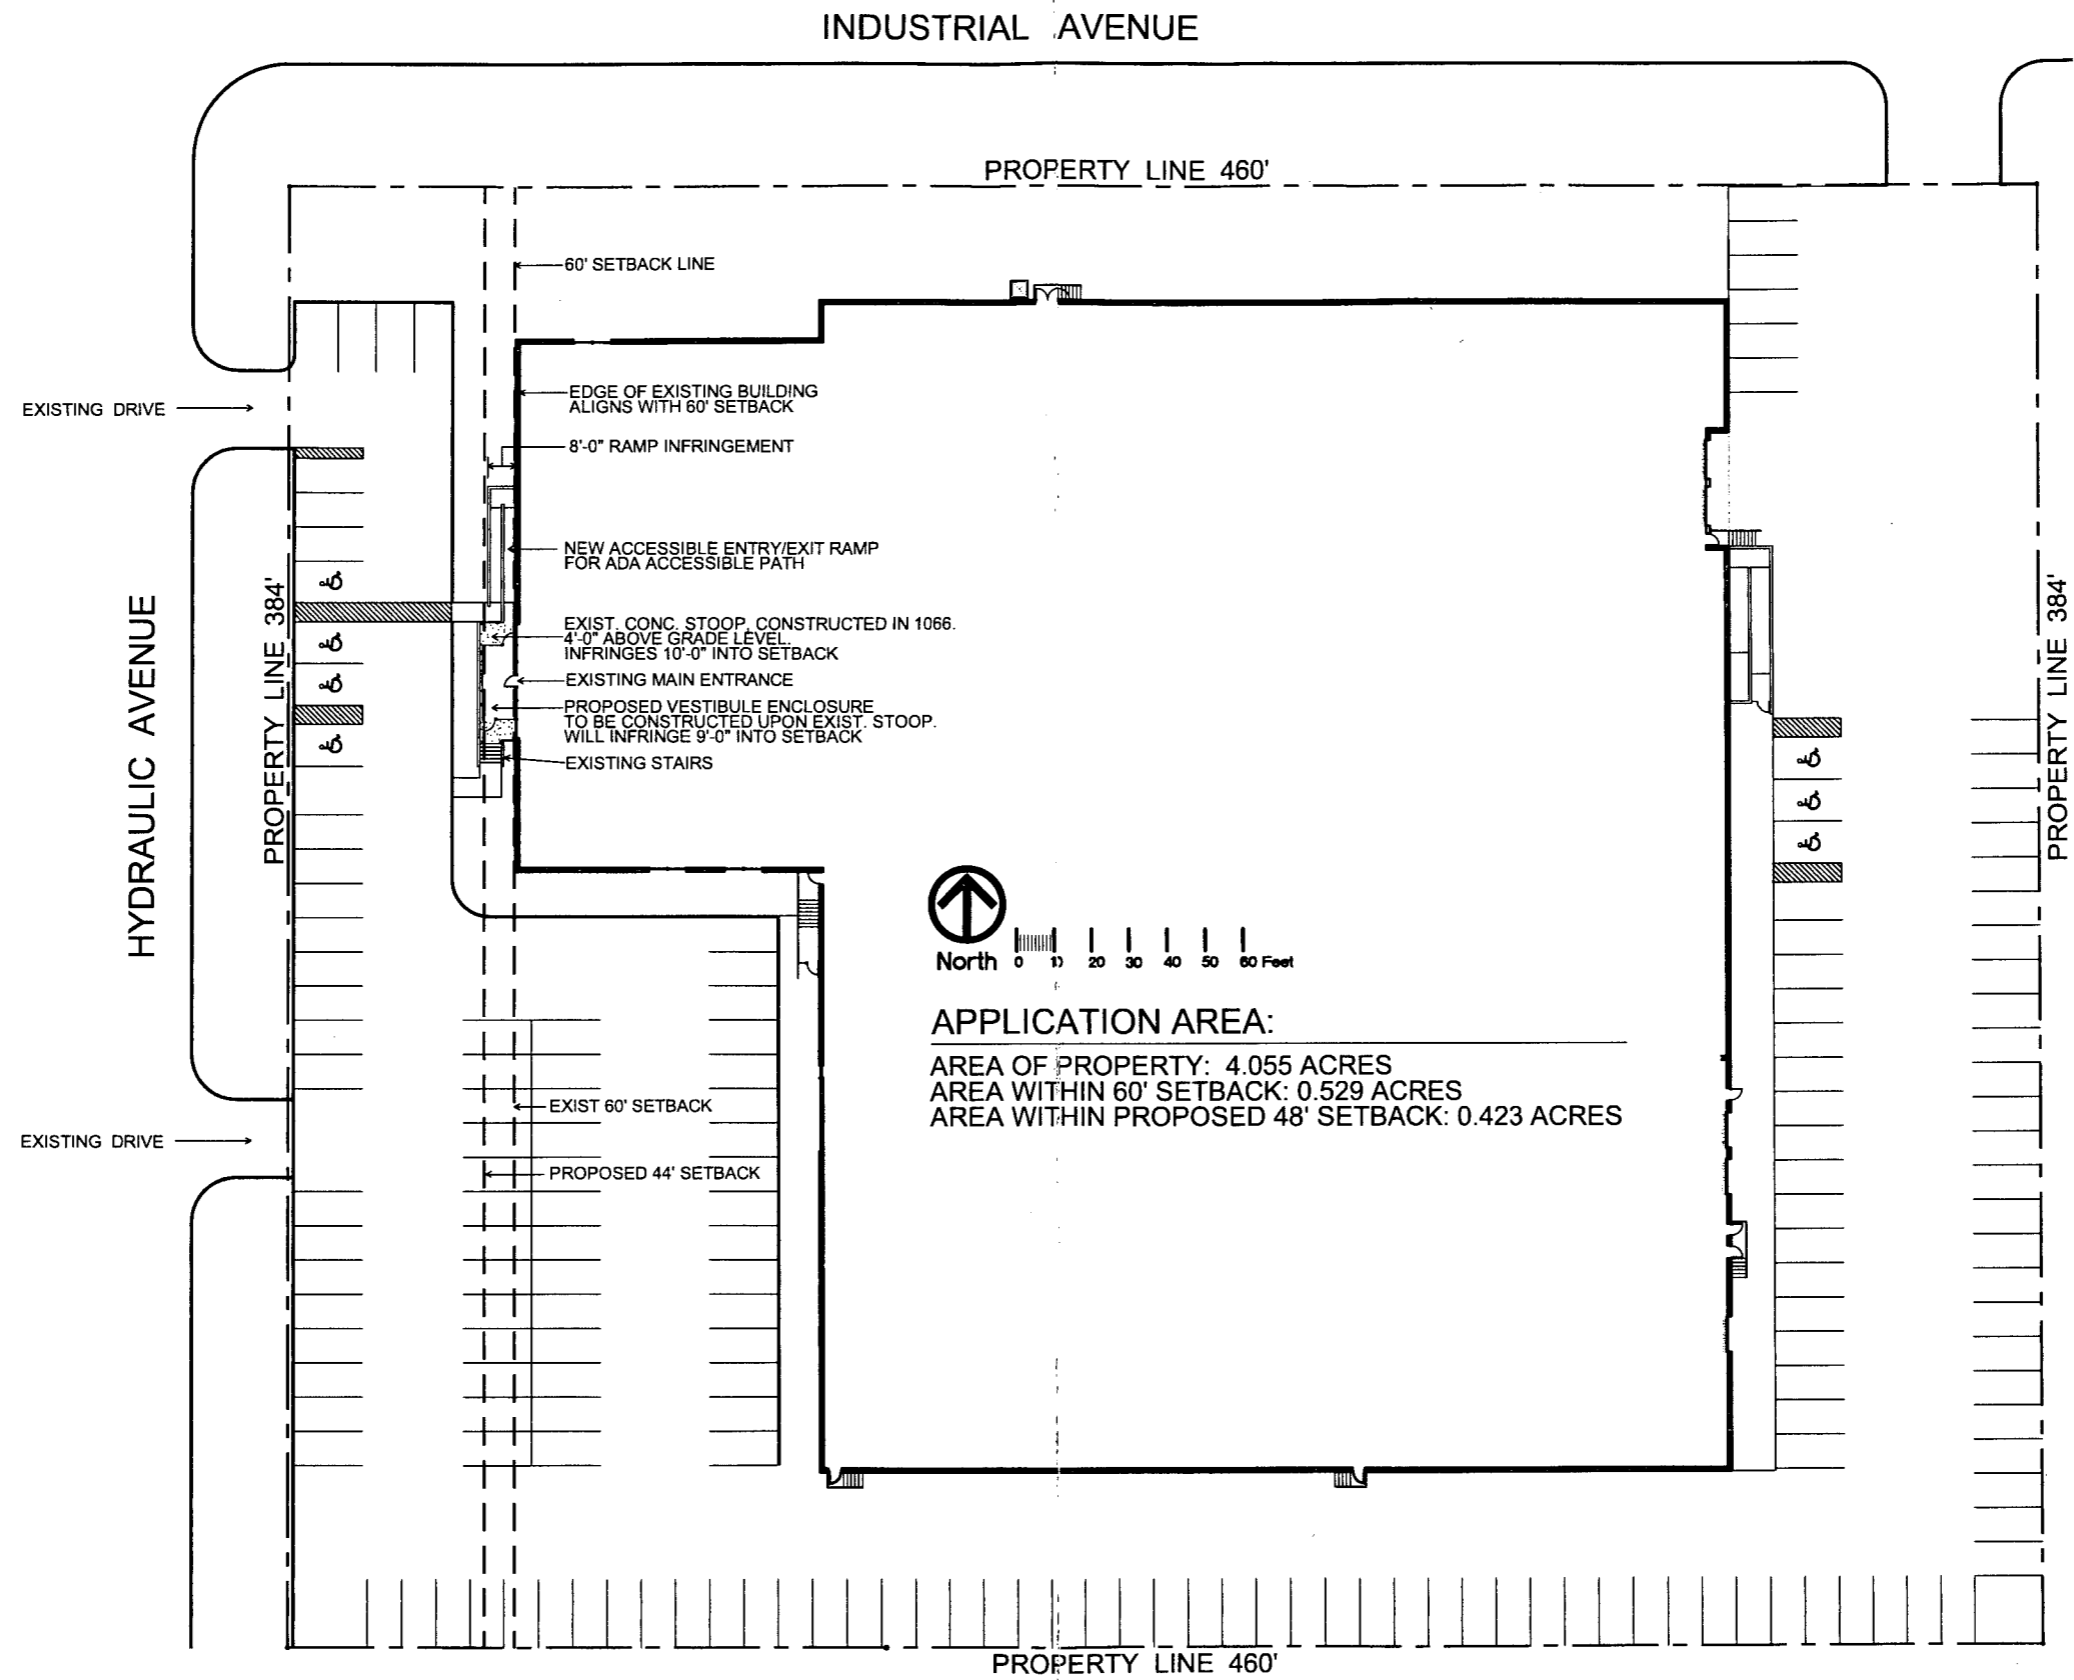 INDUSTRIAL AVENUE
PROPERTY LINE 460'
60' SETBACK LINE
EDGE OF EXISTING BUILDING
ALIGNS WITH 60' SETBACK
EXISTING DRIVE
8'-0" RAMP INFRINGEMENT
NEW ACCESSIBLE ENTRY/EXIT RAMP
FOR ADA ACCESSIBLE PATH
HYDRAULIC AVENUE
PROPERTY LINE 384'
EXIST. CONC. STOOP, CONSTRUCTED IN 1066.
4'-0" ABOVE GRADE LEVEL.
INFRINGES 10'-0" INTO SETBACK
EXISTING MAIN ENTRANCE
PROPOSED VESTIBULE ENCLOSURE
TO BE CONSTRUCTED UPON EXIST. STOOP.
WILL INFRINGE 9'-0" INTO SETBACK
EXISTING STAIRS
PROPERTY LINE 384'
North 0 10 20 30 40 50 60 Feet
APPLICATION AREA:
AREA OF PROPERTY: 4.055 ACRES
AREA WITHIN 60' SETBACK: 0.529 ACRES
AREA WITHIN PROPOSED 48' SETBACK: 0.423 ACRES
EXIST 60' SETBACK
EXISTING DRIVE
PROPOSED 44' SETBACK
PROPERTY LINE 460'